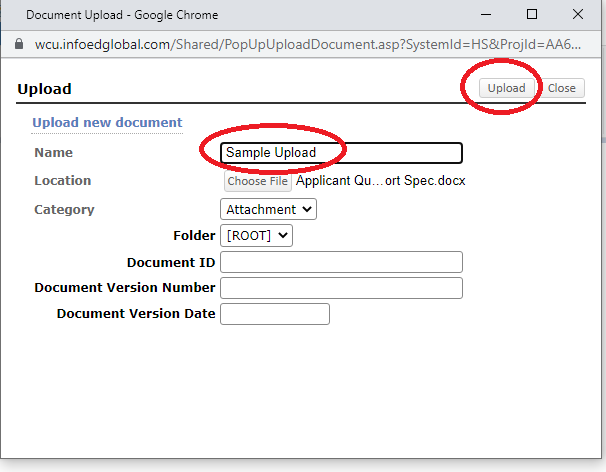 Document Upload - Google Chrome
wcu.infoedglobal.com/Shared/PopUpUploadDocument.asp?SystemId=HS&ProjId=AA6...
Upload Upload Close
Upload new document
Name Sample Upload
Location Choose File Applicant Qu...ort Spec.docx
Category Attachment
Folder [ROOT]
Document ID
Document Version Number
Document Version Date